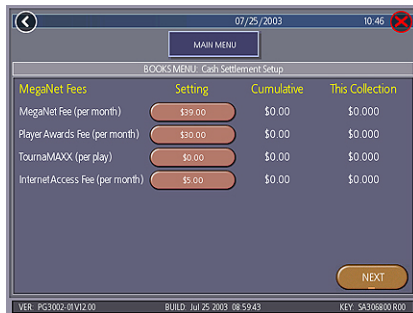 07/25/2003 10:46
MAIN MENU
BOOKS MENU: Cash Settlement Setup
MegaNet Fees Setting Cumulative This Collection
MegaNet Fee (per month) $39.00 $0.00 $0.000
Player Awards Fee (per month) $30.00 $0.00 $0.000
TournaMAXX (per play) $0.00 $0.00 $0.000
Internet Access Fee (per month) $5.00 $0.00 $0.000
NEXT
VER: PG3002-01V12.00 BUILD: Jul 25 2003 08:59:43 KEY: SA306800 R00